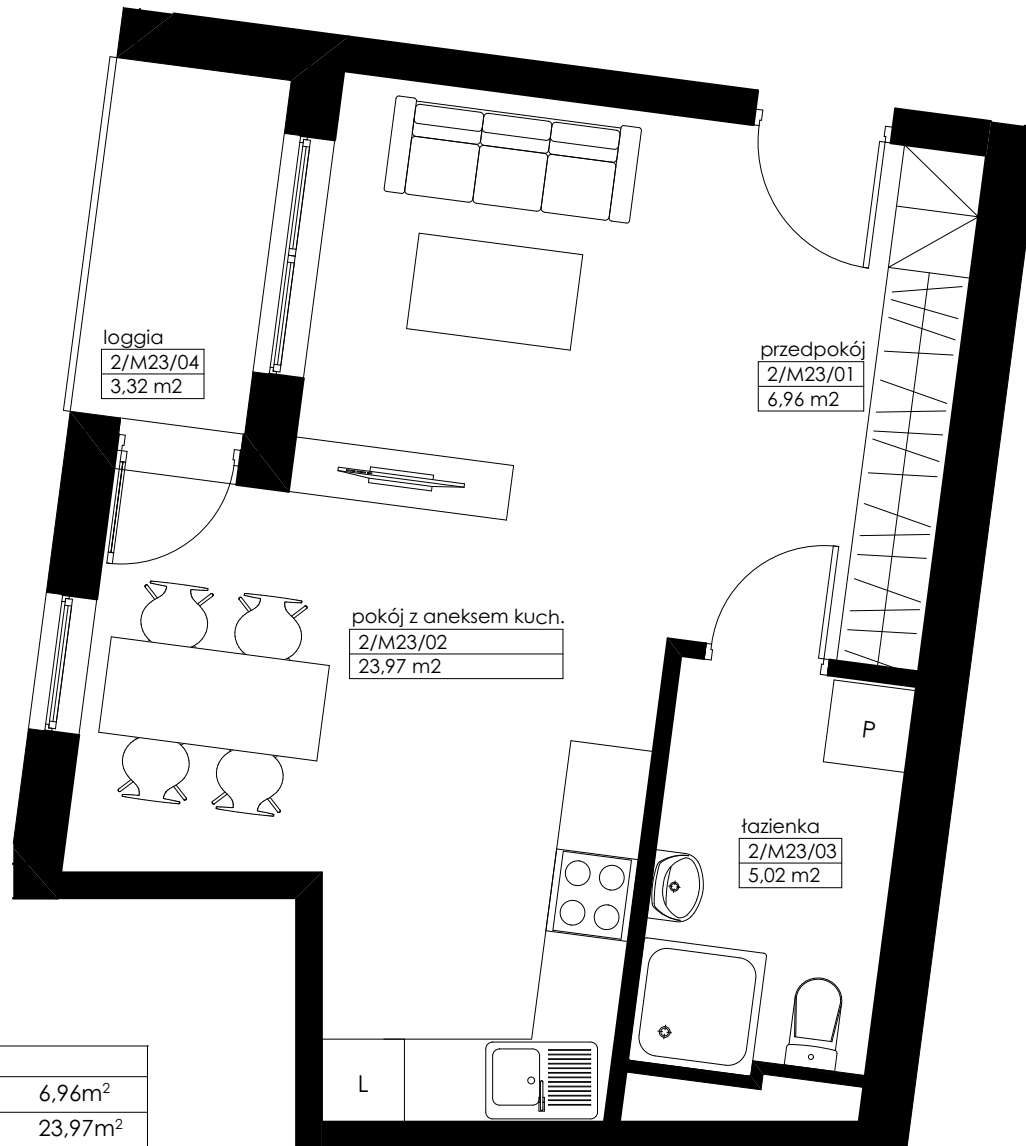 loggia
2/M23/04
3,32 m2
przedpokój
2/M23/01
6,96 m2
pokój z aneksem kuch.
2/M23/02
23,97 m2
P
łazienka
2/M23/03
5,02 m2
L
6,96m²
23,97m²